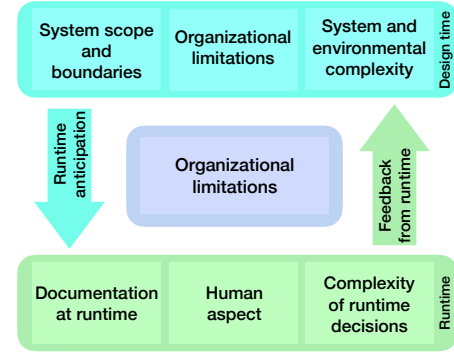 System scope
and
boundaries
Organizational
limitations
System and
environmental
complexity
Design time
Runtime
anticipation
Organizational
limitations
Feedback
from runtime
Documentation
at runtime
Human
aspect
Complexity
of runtime
decisions
Runtime